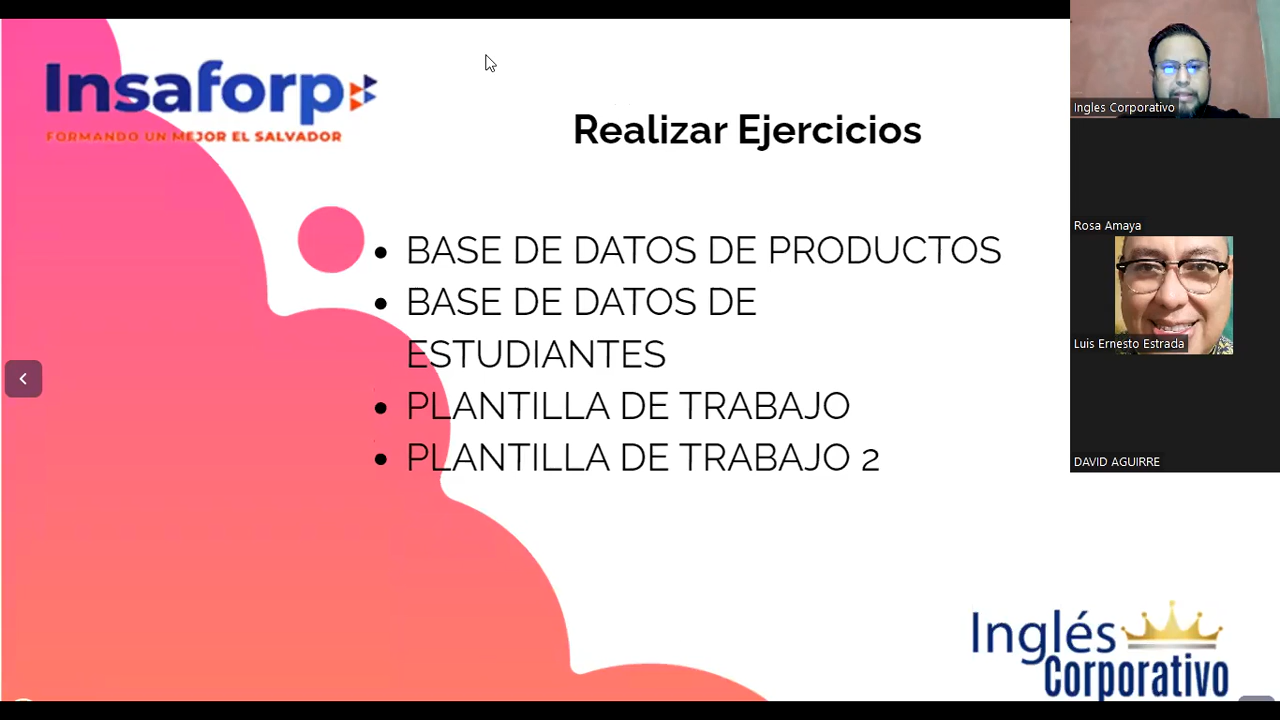 Insaforp
FORMANDO UN MEJOR EL SALVADOR
Realizar Ejercicios
• BASE DE DATOS DE PRODUCTOS
• BASE DE DATOS DE
ESTUDIANTES
• PLANTILLA DE TRABAJO
• PLANTILLA DE TRABAJO 2
Inglés
Corporativo
Ingles Corporativo
Rosa Amaya
Luis Ernesto Estrada
DAVID AGUIRRE